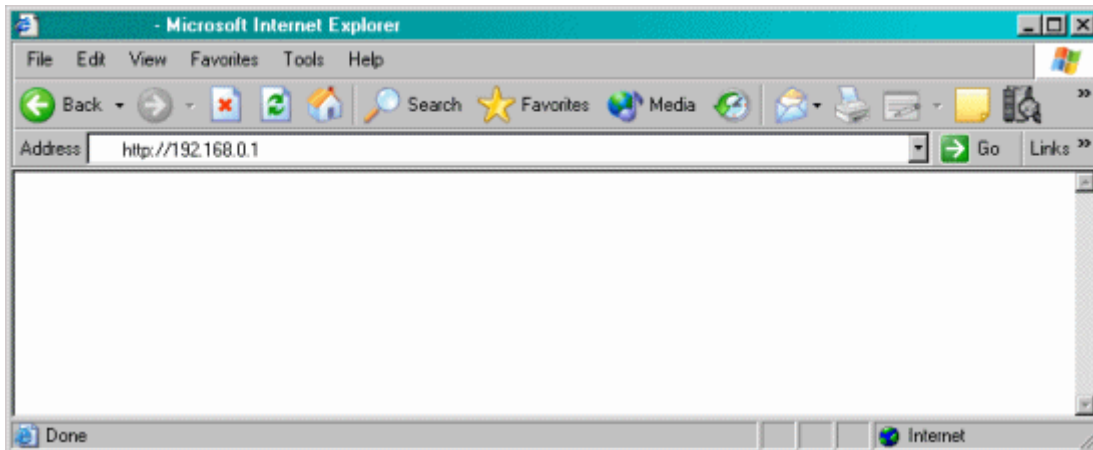 - Microsoft Internet Explorer
File Edit View Favorites Tools Help
Back Search Favorites Media »
Address http://192.168.0.1 Go Links »
Done Internet